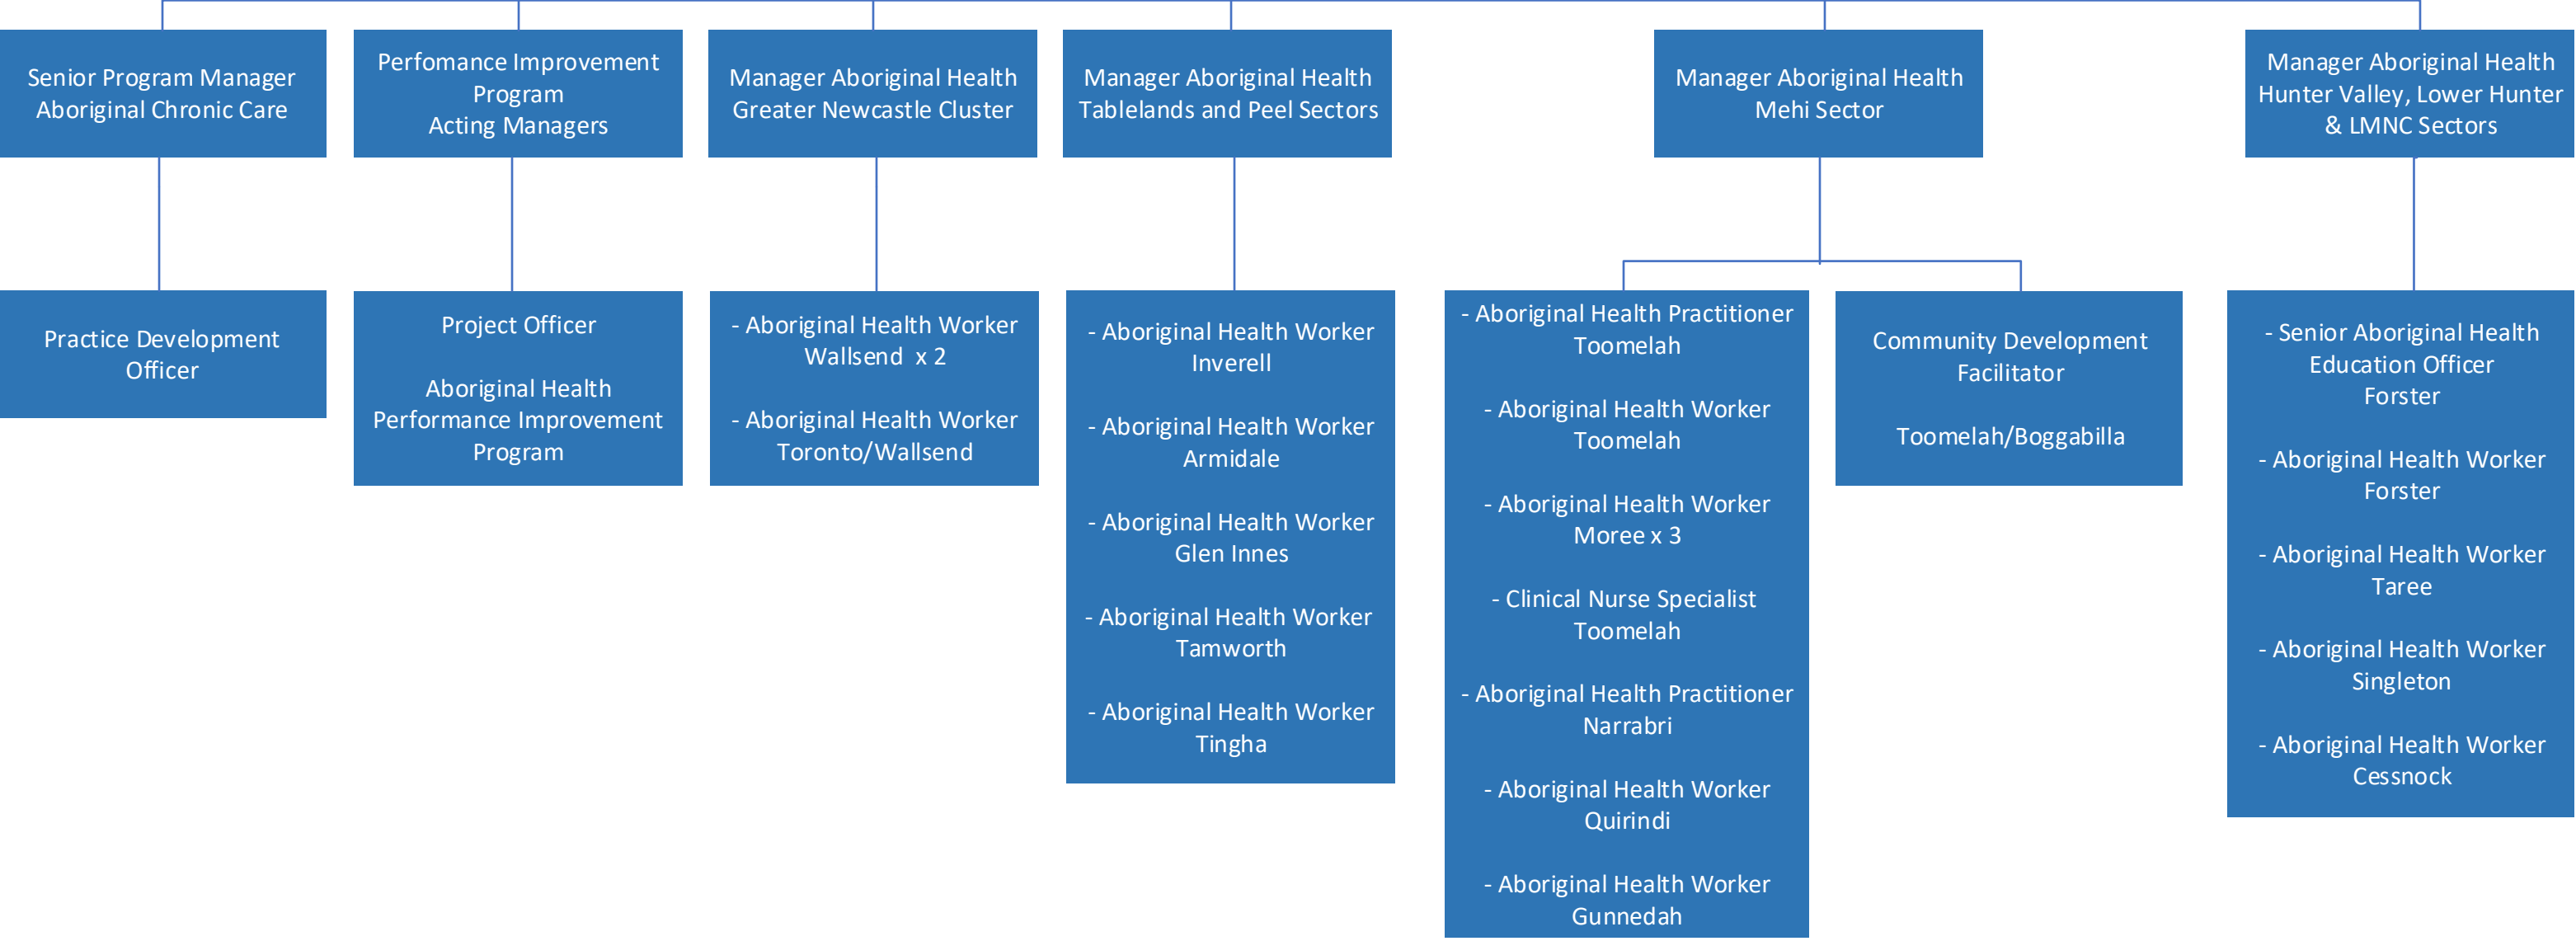 Senior Program Manager
Aboriginal Chronic Care
Perfomance Improvement
Program
Acting Managers
Manager Aboriginal Health
Greater Newcastle Cluster
Manager Aboriginal Health
Tablelands and Peel Sectors
Manager Aboriginal Health
Mehi Sector
Manager Aboriginal Health
Hunter Valley, Lower Hunter
& LMNC Sectors
Practice Development
Officer
Project Officer
Aboriginal Health
Performance Improvement
Program
- Aboriginal Health Worker
Wallsend x 2
- Aboriginal Health Worker
Toronto/Wallsend
- Aboriginal Health Worker
Inverell
- Aboriginal Health Worker
Armidale
- Aboriginal Health Worker
Glen Innes
- Aboriginal Health Worker
Tamworth
- Aboriginal Health Worker
Tingha
- Aboriginal Health Practitioner
Toomelah
- Aboriginal Health Worker
Toomelah
- Aboriginal Health Worker
Moree x 3
- Clinical Nurse Specialist
Toomelah
- Aboriginal Health Practitioner
Narrabri
- Aboriginal Health Worker
Quirindi
- Aboriginal Health Worker
Gunnedah
Community Development
Facilitator
Toomelah/Boggabilla
- Senior Aboriginal Health
Education Officer
Forster
- Aboriginal Health Worker
Forster
- Aboriginal Health Worker
Taree
- Aboriginal Health Worker
Singleton
- Aboriginal Health Worker
Cessnock